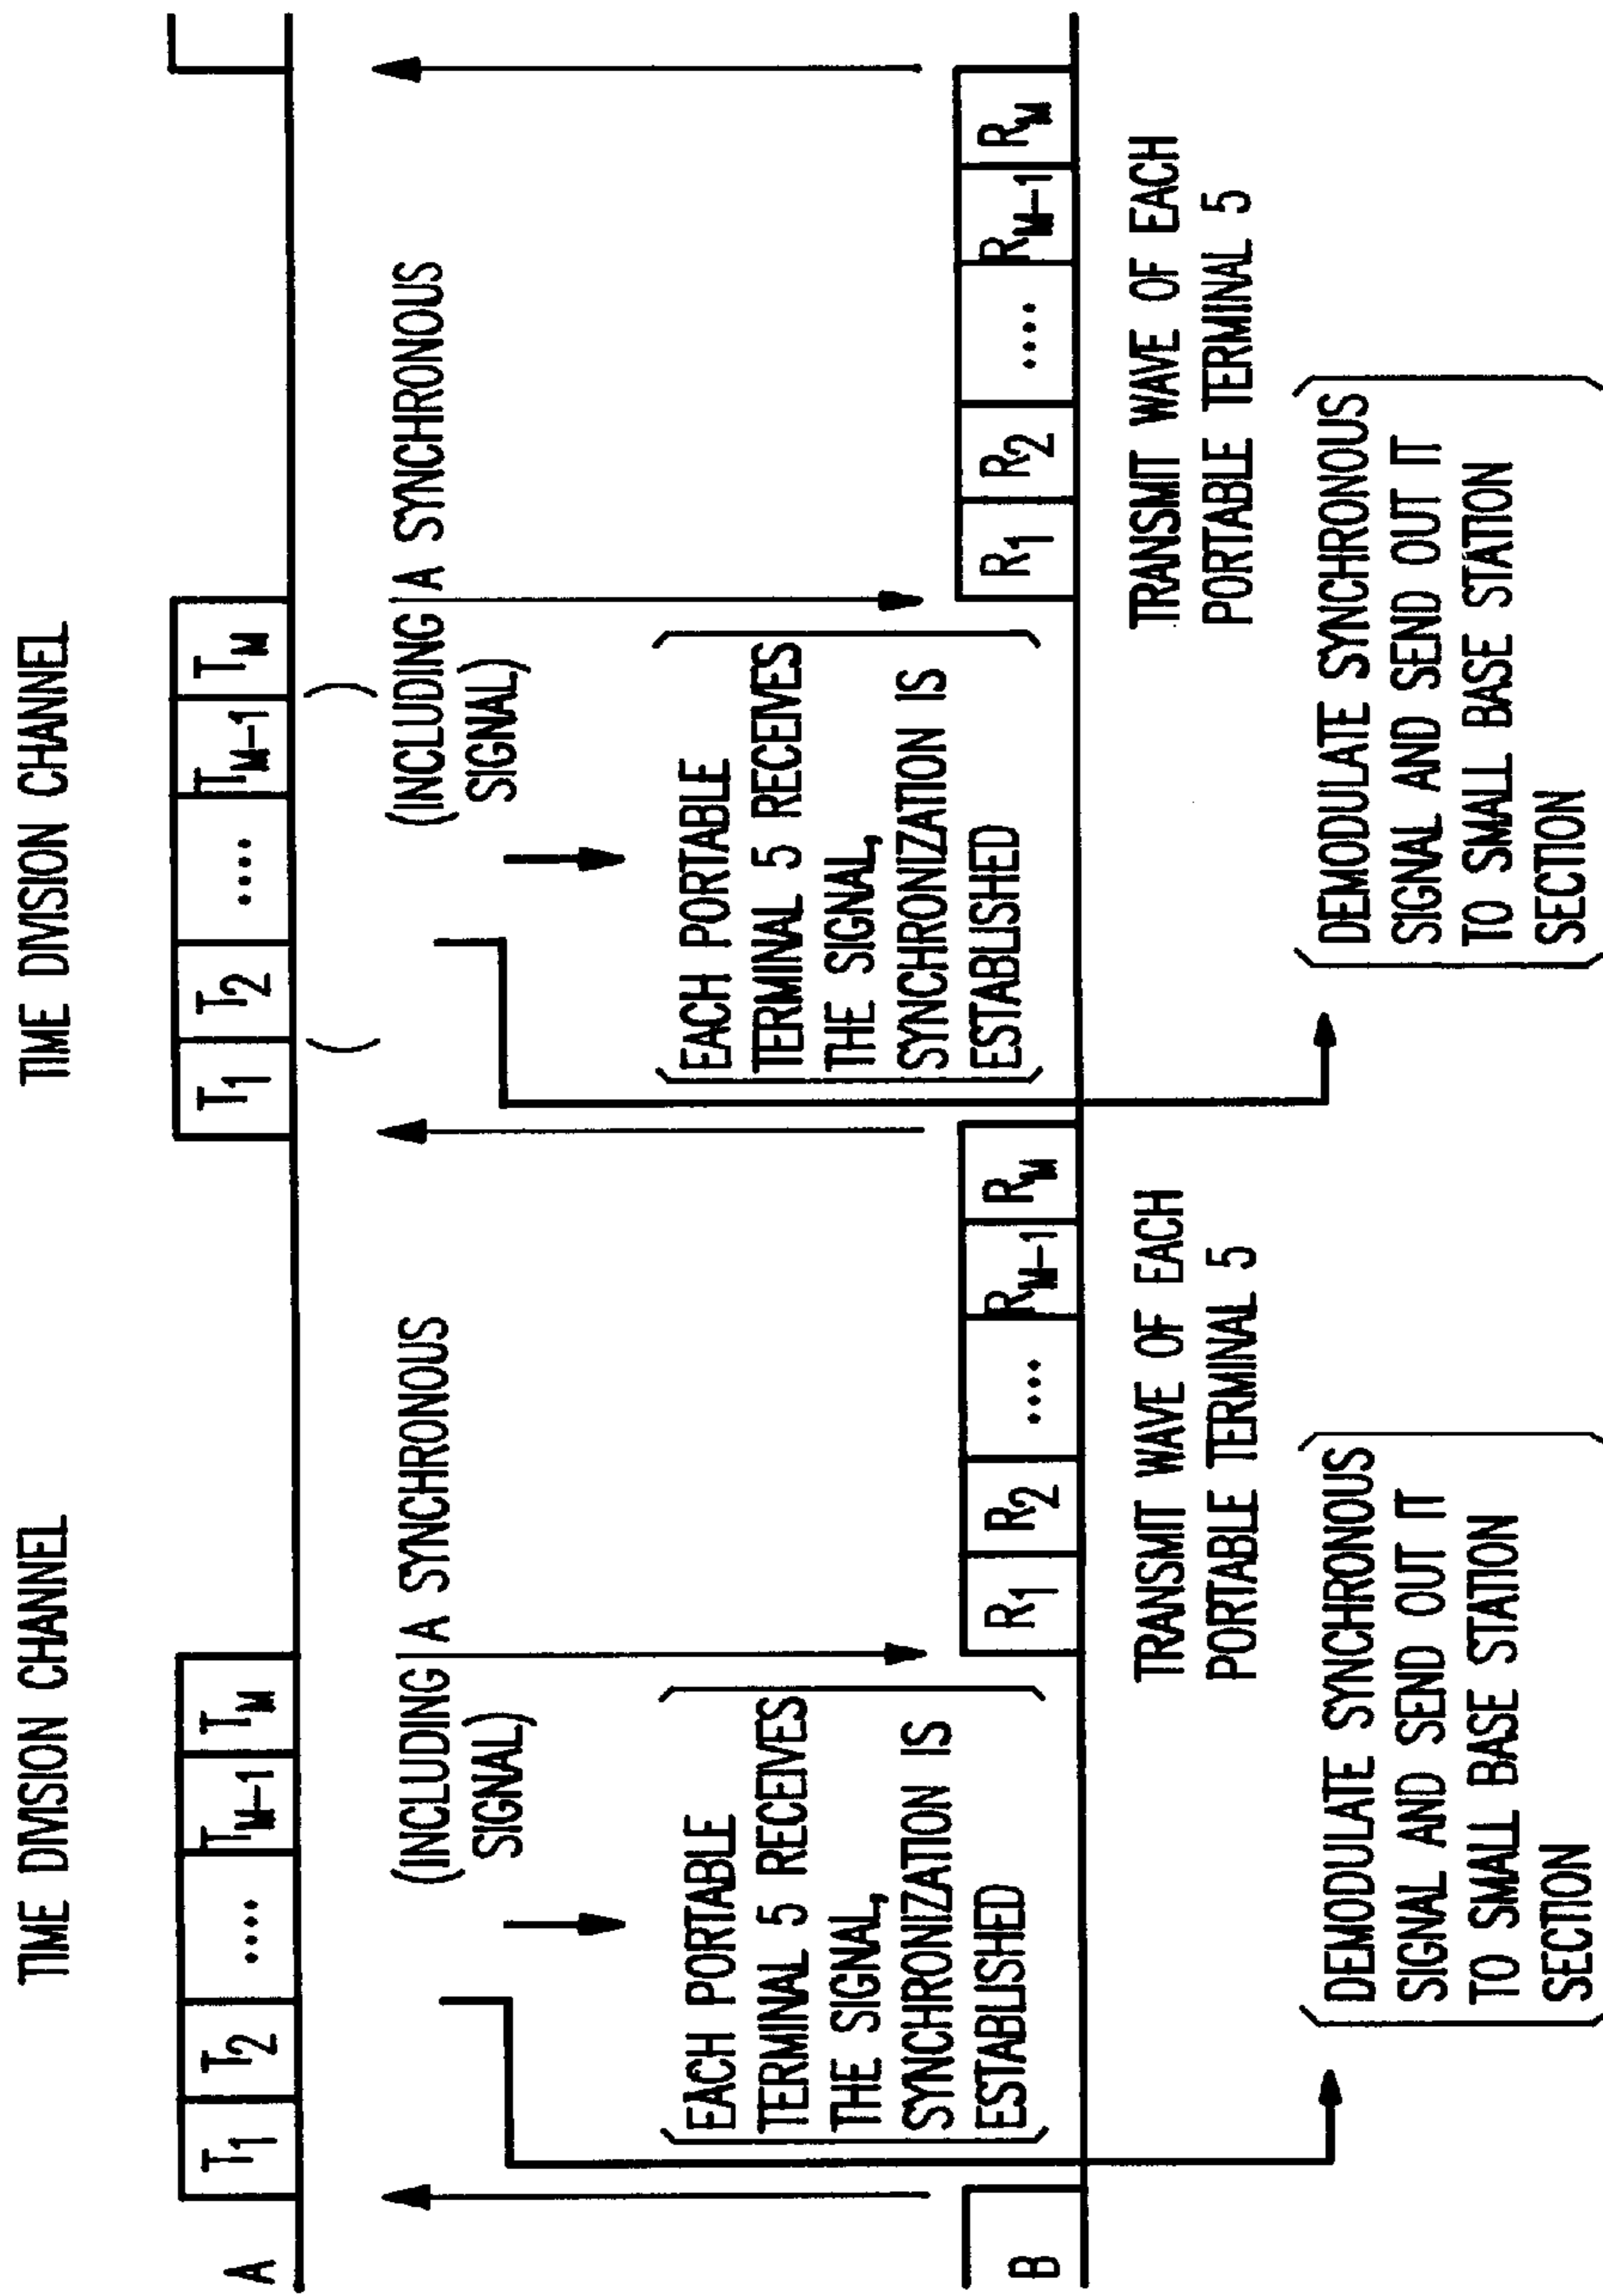 TIME DIVISION CHANNEL
TIME DIVISION CHANNEL
A
T1
T2
....
TM-1
TM
T1
T2
....
TM-1
TM
(INCLUDING A SYNCHRONOUS
SIGNAL)
(INCLUDING A SYNCHRONOUS
SIGNAL)
EACH PORTABLE
TERMINAL 5 RECEIVES
THE SIGNAL,
SYNCHRONIZATION IS
ESTABLISHED
EACH PORTABLE
TERMINAL 5 RECEIVES
THE SIGNAL,
SYNCHRONIZATION IS
ESTABLISHED
B
R1
R2
....
RM-1
RM
R1
R2
....
RM-1
RM
TRANSMIT WAVE OF EACH
PORTABLE TERMINAL 5
TRANSMIT WAVE OF EACH
PORTABLE TERMINAL 5
DEMODULATE SYNCHRONOUS
SIGNAL AND SEND OUT IT
TO SMALL BASE STATION
SECTION
DEMODULATE SYNCHRONOUS
SIGNAL AND SEND OUT IT
TO SMALL BASE STATION
SECTION